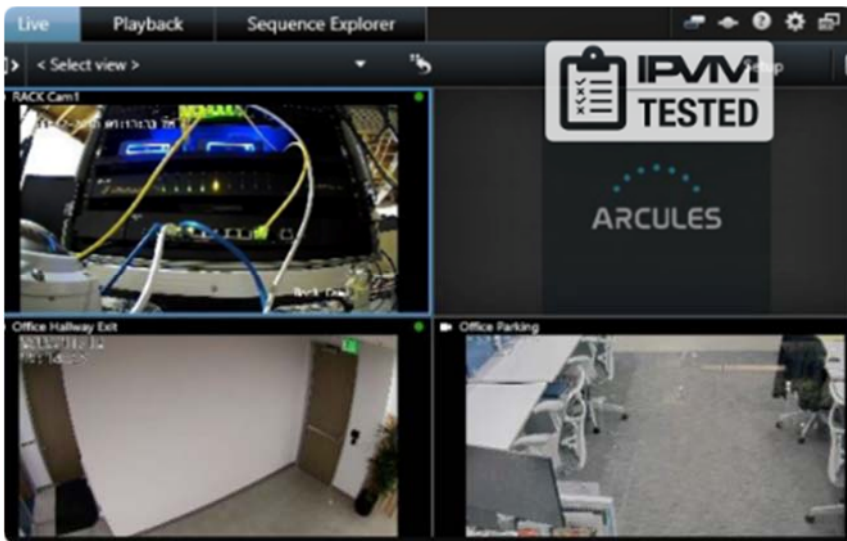 Live Playback Sequence Explorer
< Select view >
IPVM
TESTED
RACK Cam1
ARCULES
Office Hallway Exit
Office Parking